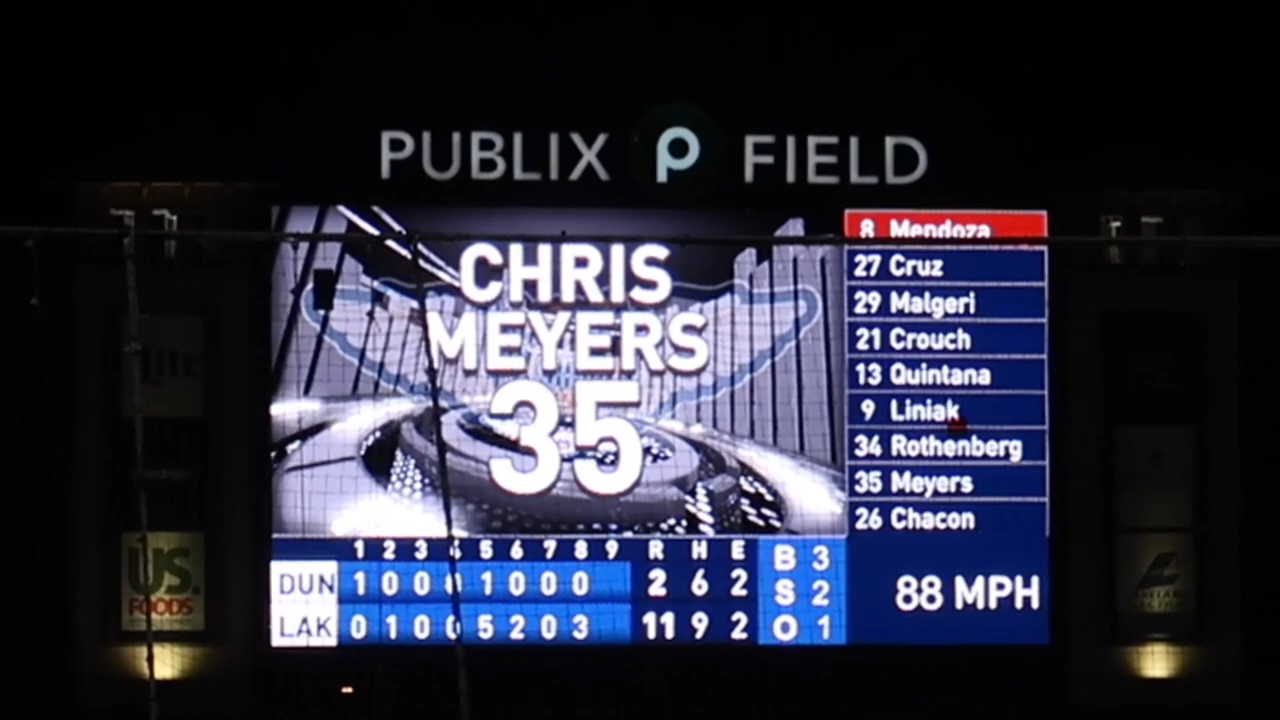 PUBLIX P FIELD
CHRIS
MEYERS
35
8 Mendoza
27 Cruz
29 Malgeri
21 Crouch
13 Quintana
9 Liniak
34 Rothenberg
35 Meyers
26 Chacon
1 2 3 4 5 6 7 8 9 R H E
DUN 1 0 0 0 1 0 0 0 2 6 2
LAK 0 1 0 0 5 2 0 3 11 9 2
B 3
S 2
O 1
88 MPH
US.
FOODS